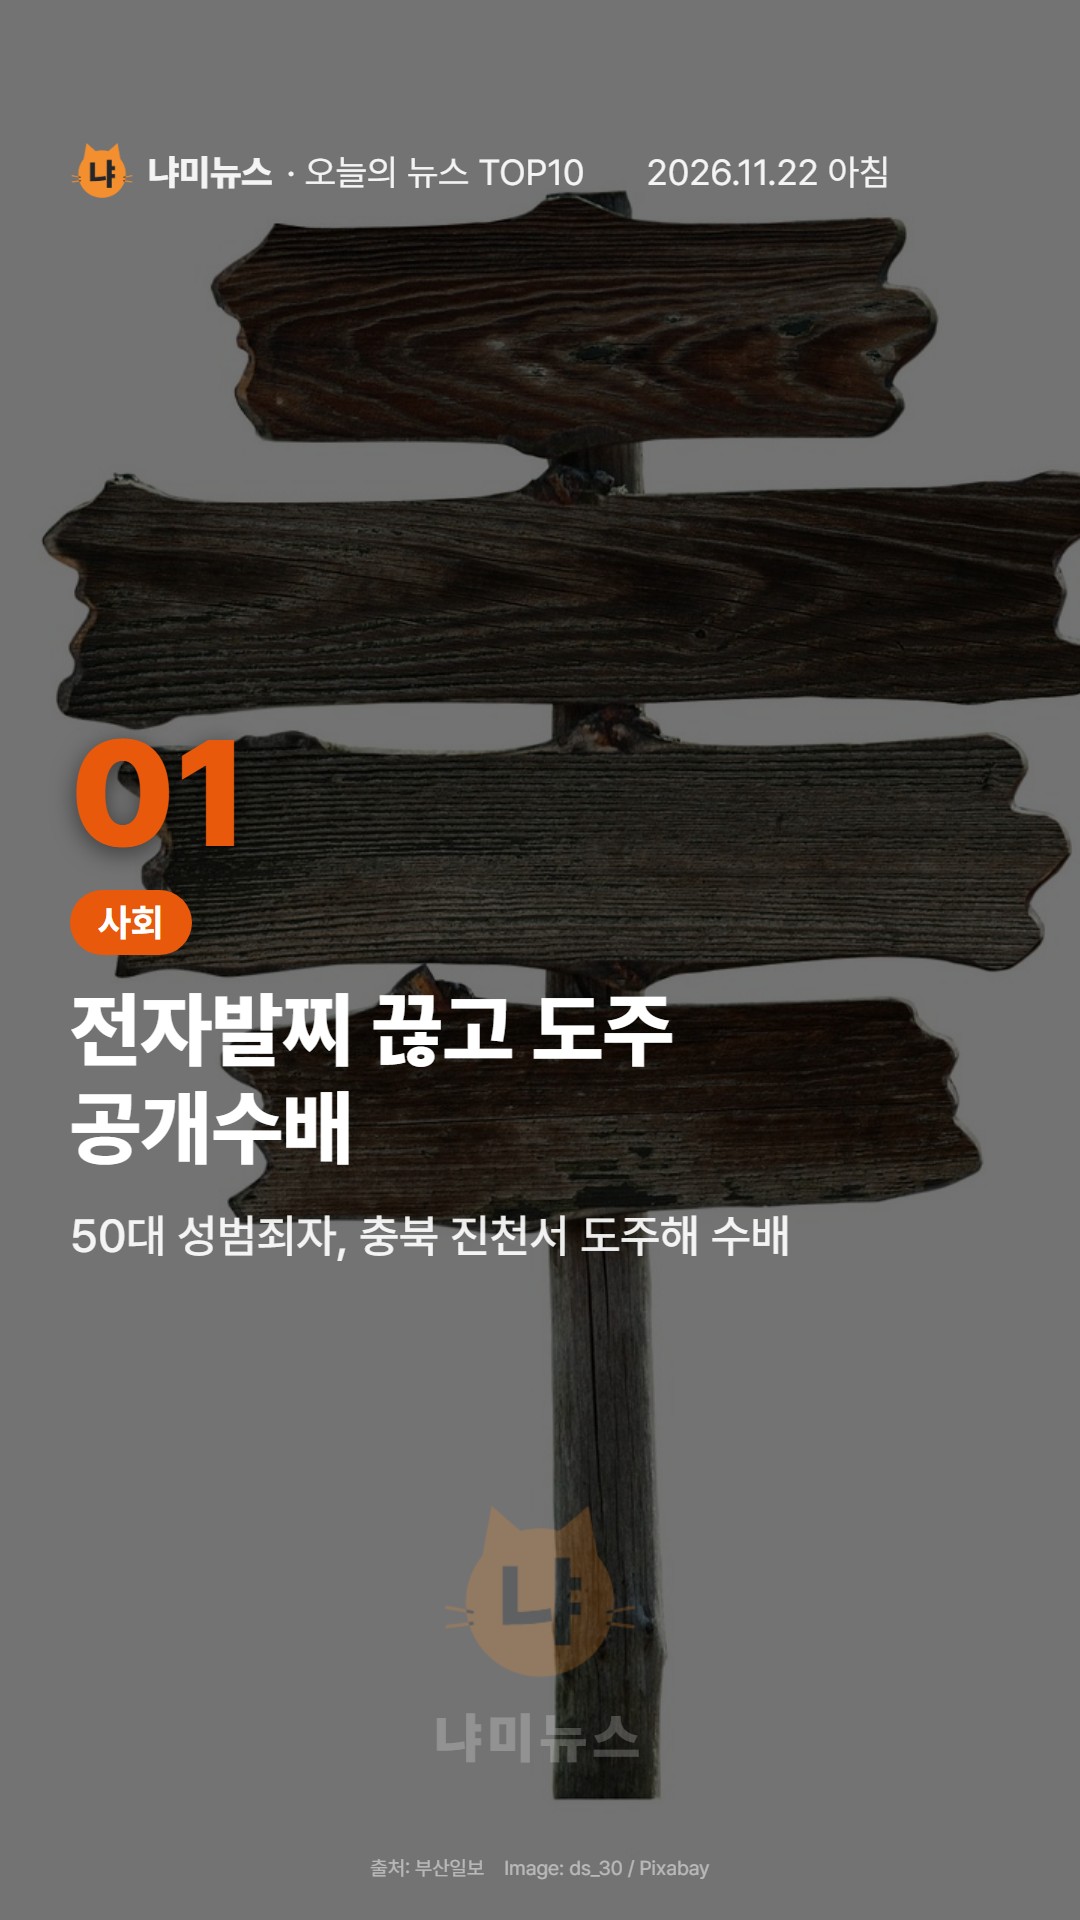 냐 냐미뉴스 · 오늘의 뉴스 TOP10 2026.11.22 아침
01
사회
전자발찌 끊고 도주
공개수배
50대 성범죄자, 충북 진천서 도주해 수배
냐
냐미뉴스
출처: 부산일보 Image: ds_30 / Pixabay